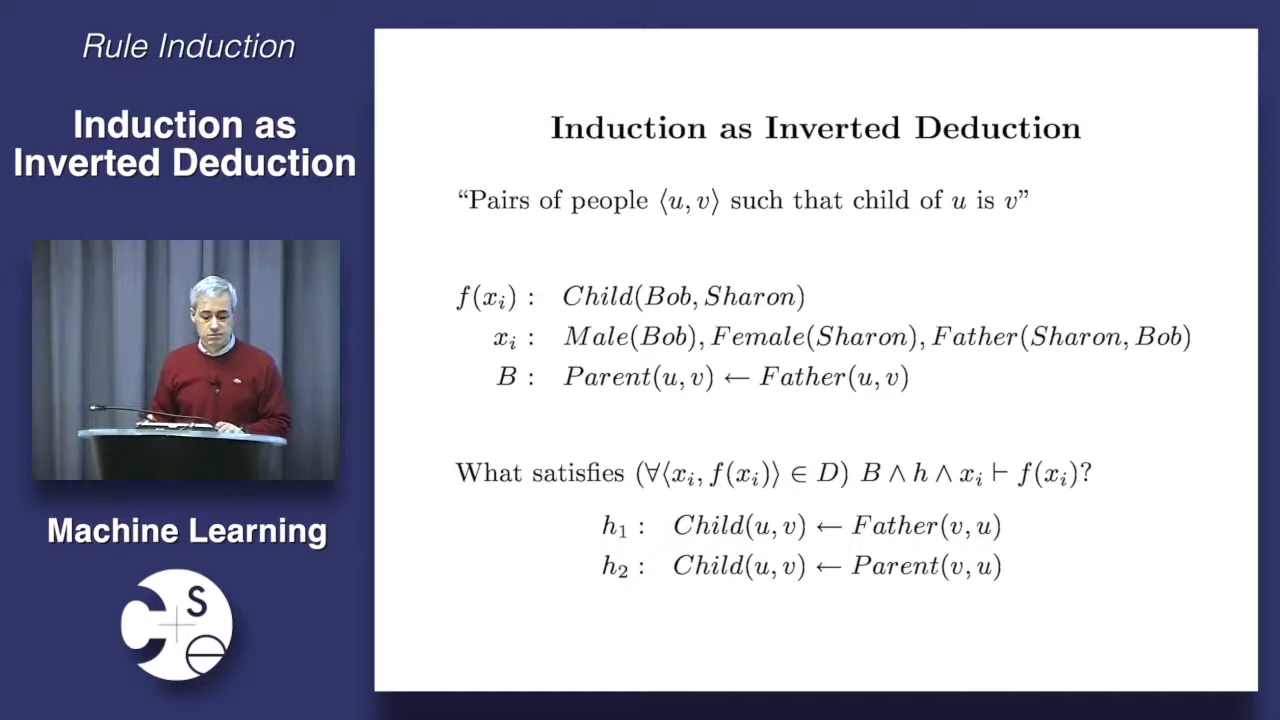 Rule Induction
Induction as
Inverted Deduction
Machine Learning
CSE
Induction as Inverted Deduction
“Pairs of people ⟨u, v⟩ such that child of u is v”
f(xᵢ) : Child(Bob, Sharon)
xᵢ : Male(Bob), Female(Sharon), Father(Sharon, Bob)
B : Parent(u, v) ← Father(u, v)
What satisfies (∀⟨xᵢ, f(xᵢ)⟩ ∈ D) B ∧ h ∧ xᵢ ⊢ f(xᵢ)?
h₁ : Child(u, v) ← Father(v, u)
h₂ : Child(u, v) ← Parent(v, u)